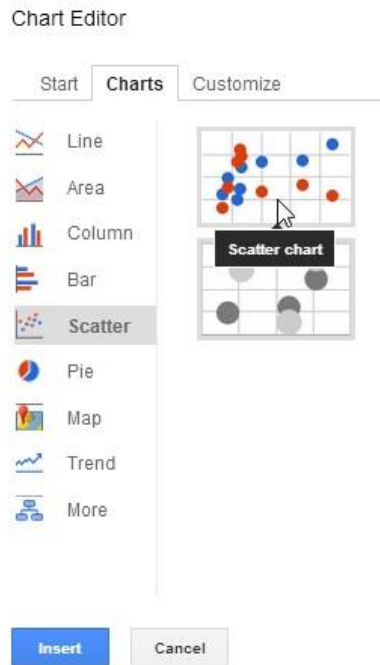 Chart Editor
Start Charts Customize
Line
Area
Column
Bar
Scatter
Pie
Map
Trend
More
Scatter chart
Insert Cancel